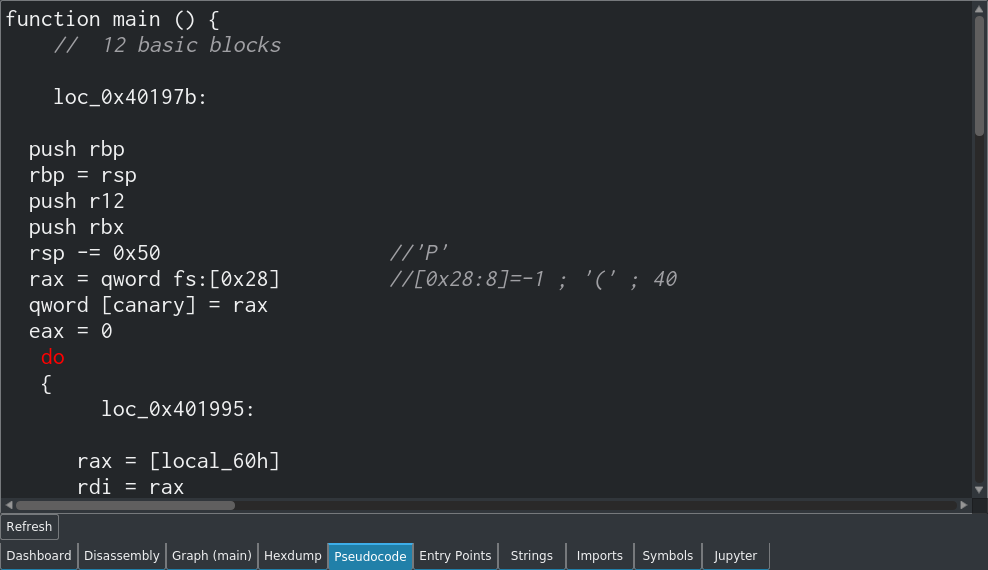 function main () {
//  12 basic blocks
loc_0x40197b:
push rbp
rbp = rsp
push r12
push rbx
rsp -= 0x50 //'P'
rax = qword fs:[0x28] //[0x28:8]=-1 ; '(' ; 40
qword [canary] = rax
eax = 0
do
{
loc_0x401995:
rax = [local_60h]
rdi = rax
Refresh
Dashboard Disassembly Graph (main) Hexdump Pseudocode Entry Points Strings Imports Symbols Jupyter